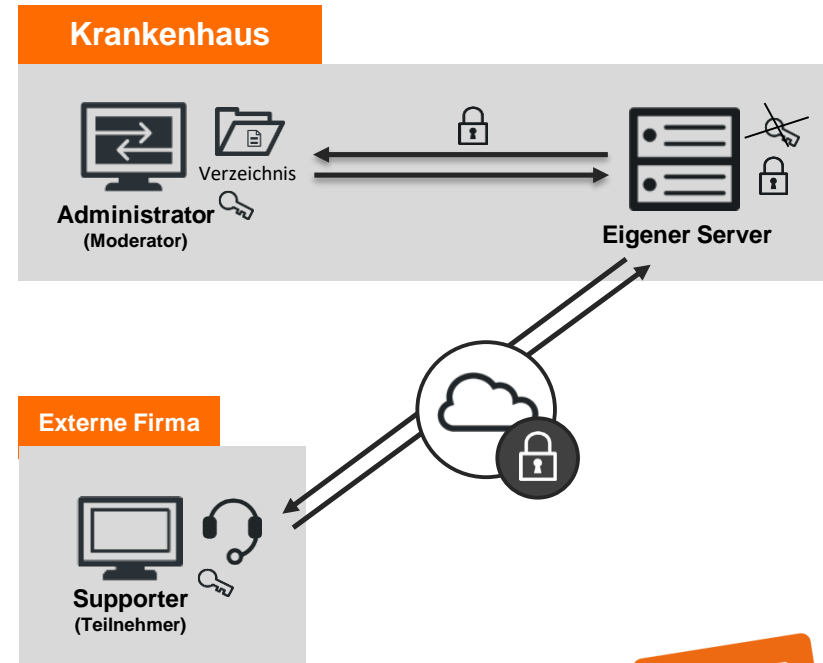 Krankenhaus
Verzeichnis
Administrator
(Moderator)
Eigener Server
Externe Firma
Supporter
(Teilnehmer)